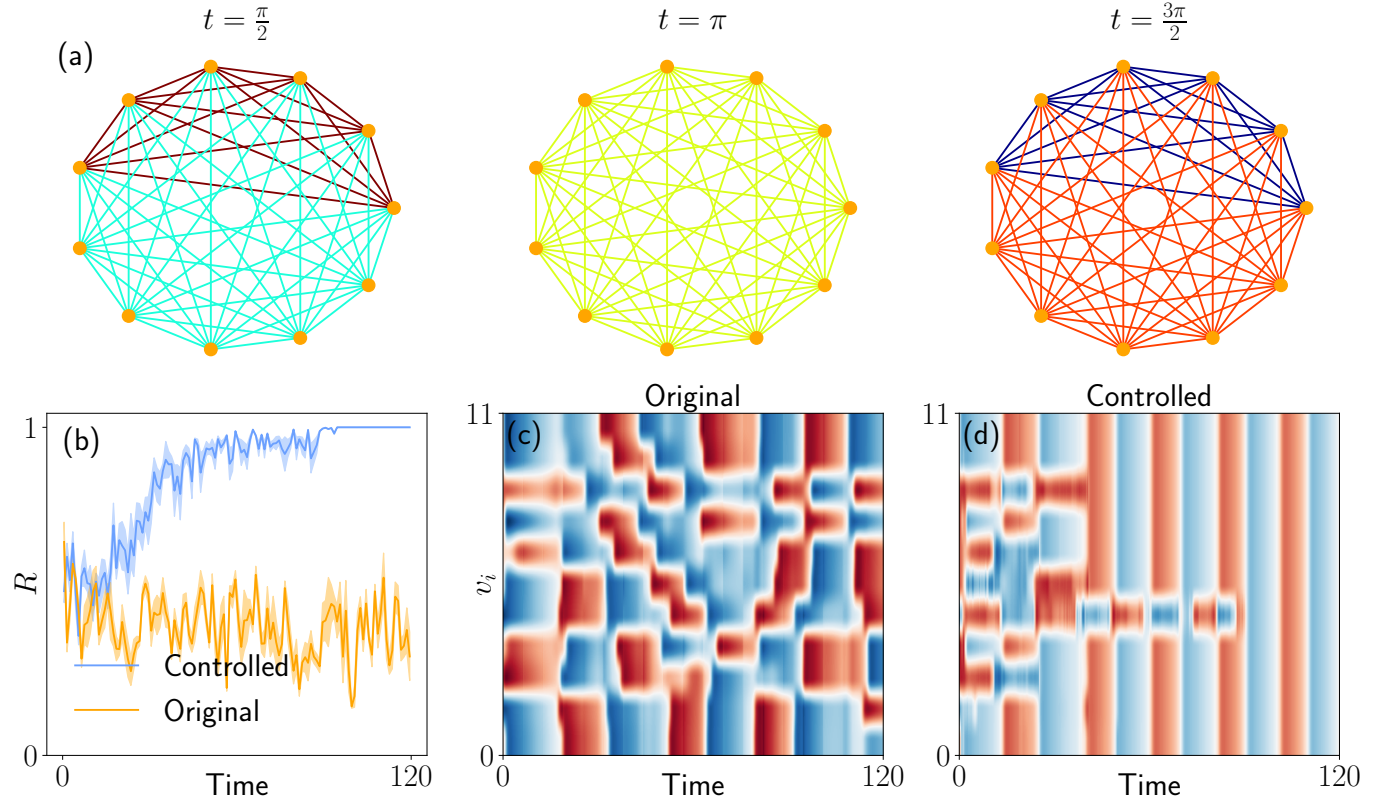 t = π/2
t = π
t = 3π/2
(a)
Original
Controlled
1
(b)
R
Controlled
Original
0
0
Time
120
11
(c)
v_i
0
0
Time
120
11
(d)
0
0
Time
120